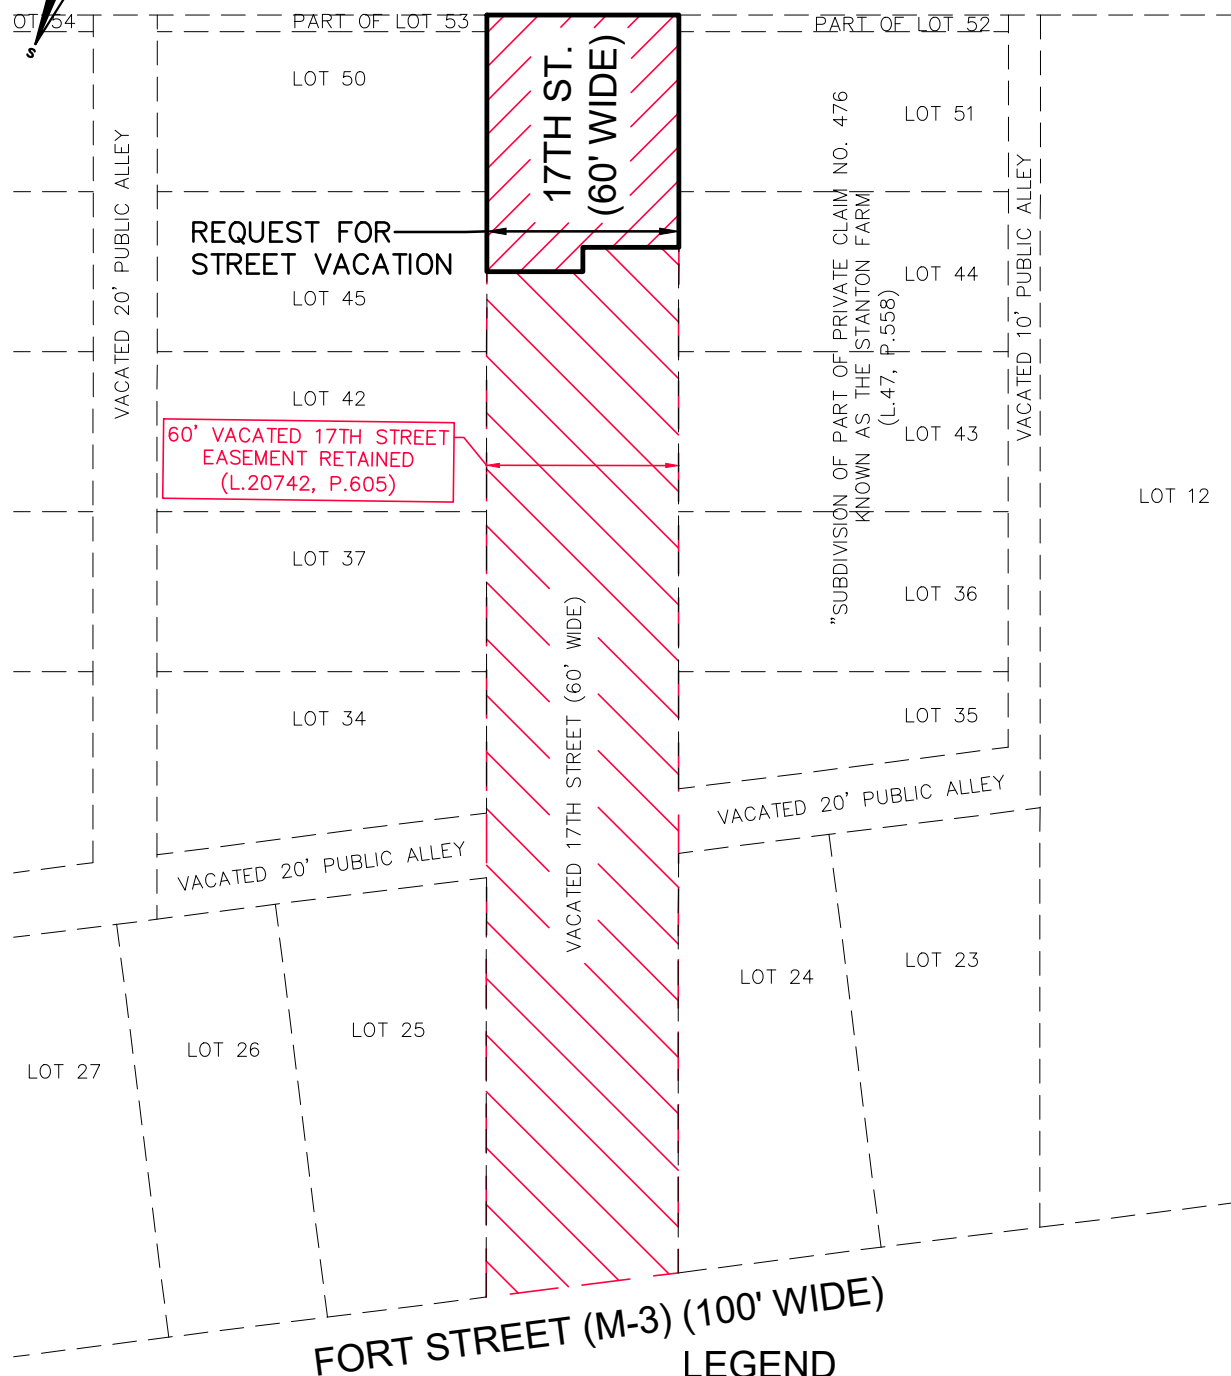 OT 54
PART OF LOT 53
PART OF LOT 52
S
LOT 50
17TH ST.
(60' WIDE)
LOT 51
VACATED 20' PUBLIC ALLEY
REQUEST FOR
STREET VACATION
"SUBDIVISION OF PART OF PRIVATE CLAIM NO. 476
KNOWN AS THE STANTON FARM
(L.47, P.558)
VACATED 10' PUBLIC ALLEY
LOT 45
LOT 44
LOT 42
LOT 43
60' VACATED 17TH STREET
EASEMENT RETAINED
(L.20742, P.605)
LOT 12
LOT 37
LOT 36
VACATED 17TH STREET (60' WIDE)
LOT 34
LOT 35
VACATED 20' PUBLIC ALLEY
VACATED 20' PUBLIC ALLEY
LOT 24
LOT 23
LOT 25
LOT 26
LOT 27
FORT STREET (M-3) (100' WIDE)
LEGEND